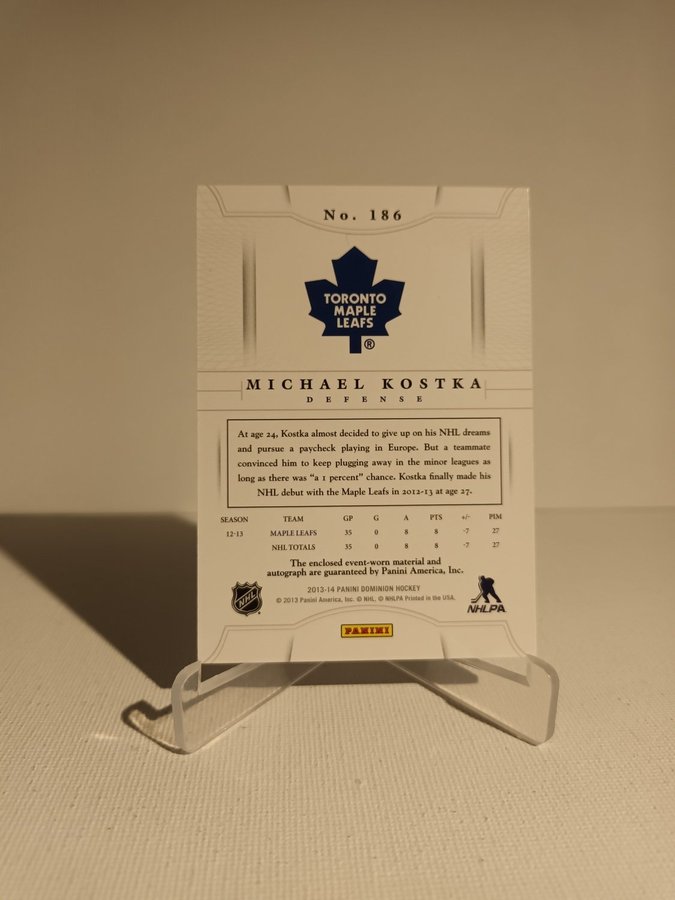 No. 186
TORONTO
MAPLE
LEAFS
®
MICHAEL KOSTKA
DEFENSE
At age 24, Kostka almost decided to give up on his NHL dreams
and pursue a paycheck playing in Europe. But a teammate
convinced him to keep plugging away in the minor leagues as
long as there was "a 1 percent" chance. Kostka finally made his
NHL debut with the Maple Leafs in 2012-13 at age 27.
SEASON TEAM GP G A PTS +/- PIM
12-13 MAPLE LEAFS 35 0 8 8 -7 27
NHL TOTALS 35 0 8 8 -7 27
The enclosed event-worn material and
autograph are guaranteed by Panini America, Inc.
2013-14 PANINI DOMINION HOCKEY
© 2013 Panini America, Inc. © NHL, © NHLPA Printed in the USA.
NHL
NHLPA
PANINI